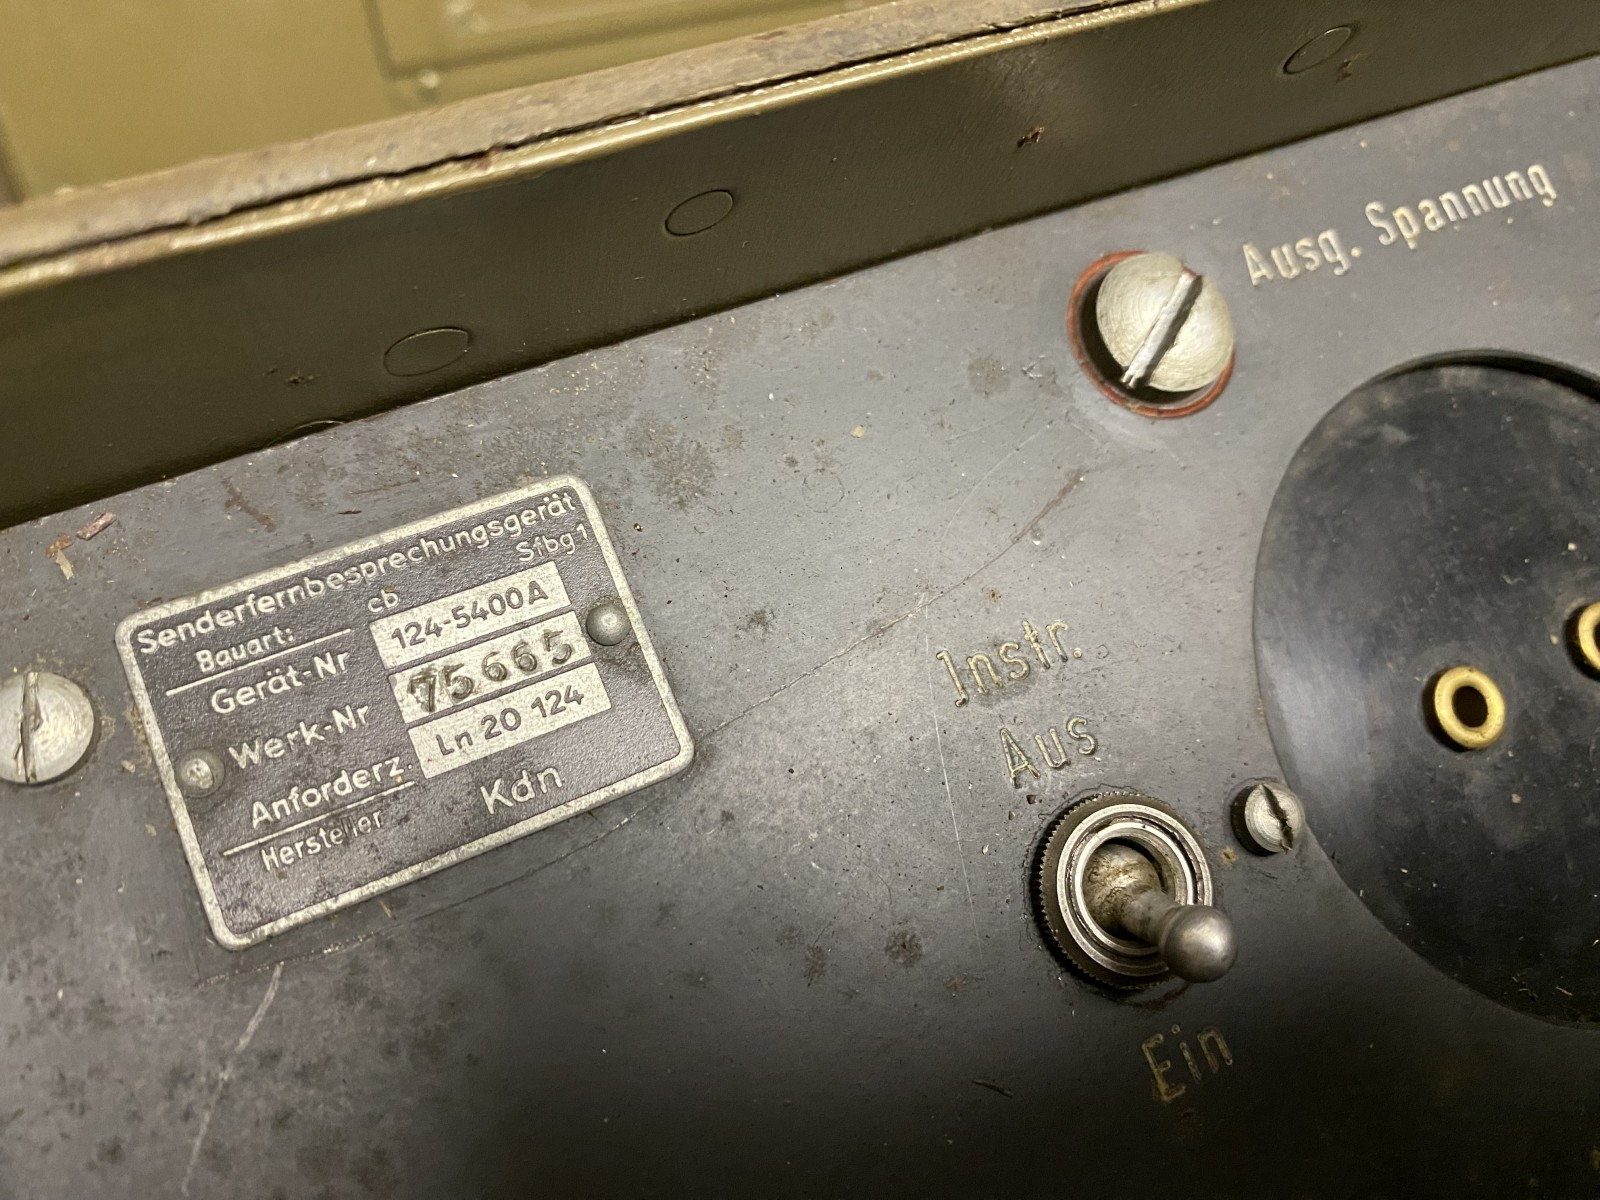 Ausg. Spannung
Senderfernbesprechungsgerät
Sfbg 1
Bauart: cb
Gerät-Nr 124-5400A
Werk-Nr 75665
Anforderz. Ln 20 124
Hersteller Kdn
Instr.
Aus
Ein